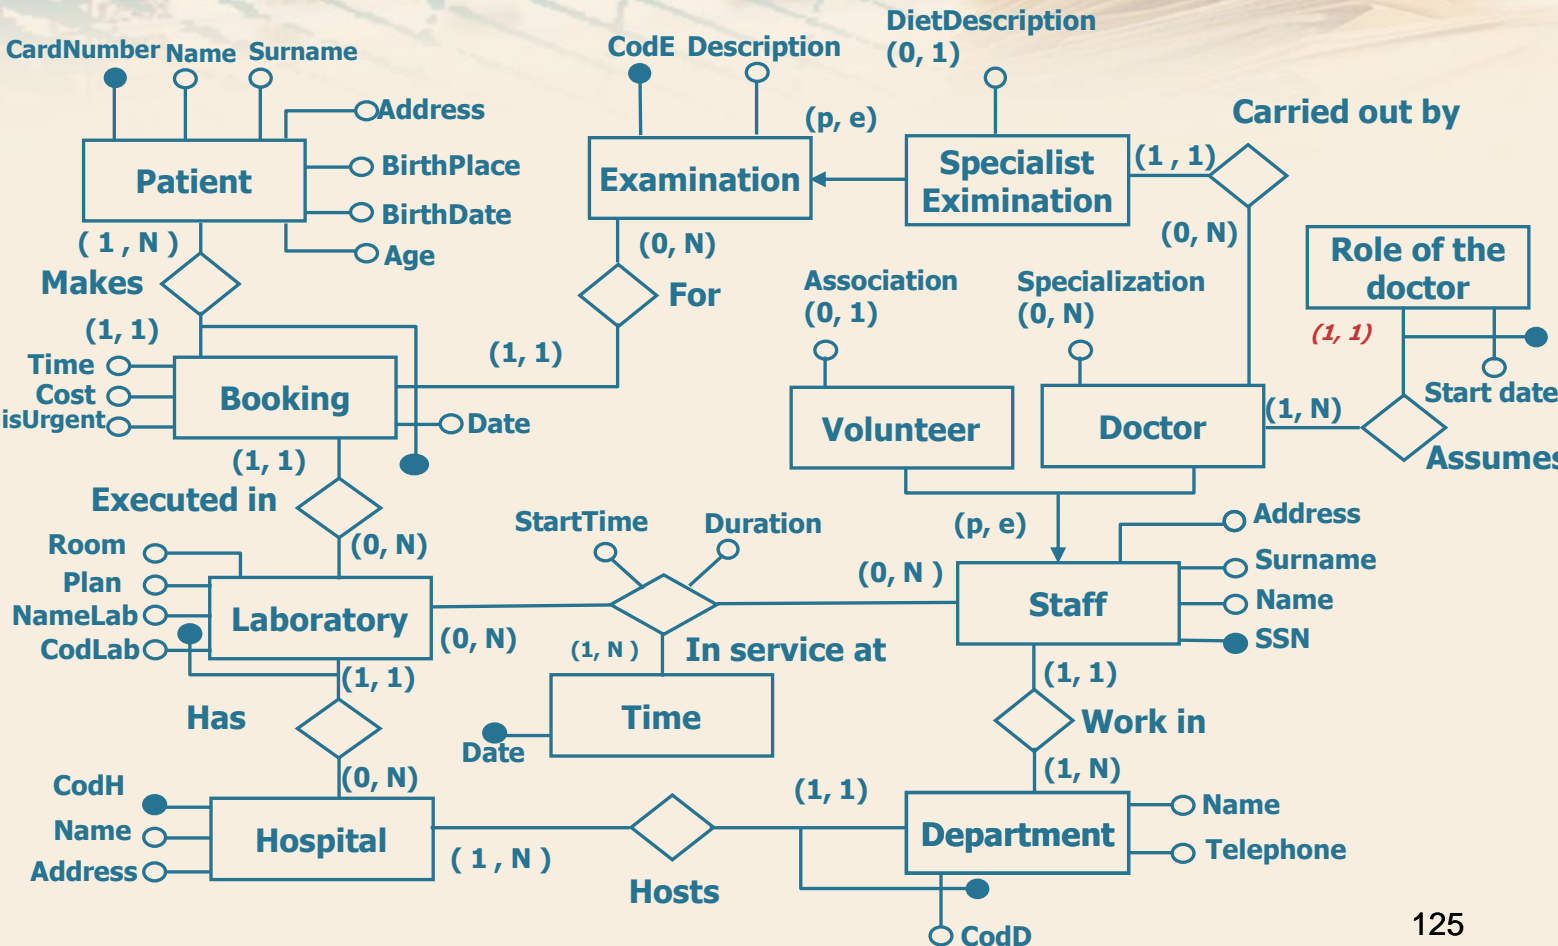 DietDescription
(0, 1)
CardNumber Name Surname
CodE Description
Address
(p, e)
Carried out by
Patient
BirthPlace
BirthDate
Age
Examination
Specialist
Eximination
(1 , 1)
(0, N)
( 1 , N )
Makes
(0, N)
For
Role of the
doctor
(1, 1)
Start date
Association
(0, 1)
Specialization
(0, N)
(1, 1)
(1, 1)
Time
Cost
isUrgent
Booking
Date
Volunteer
Doctor
(1, N)
Assumes
(1, 1)
Executed in
(0, N)
StartTime
Duration
(p, e)
Address
Surname
Name
SSN
Room
Plan
NameLab
CodLab
Laboratory
(0, N)
(0, N )
Staff
(1, N )
In service at
(1, 1)
Has
Time
Date
(1, 1)
Work in
(1, N)
(0, N)
CodH
Name
Address
Hospital
( 1 , N )
Hosts
(1, 1)
Department
Name
Telephone
CodD
125